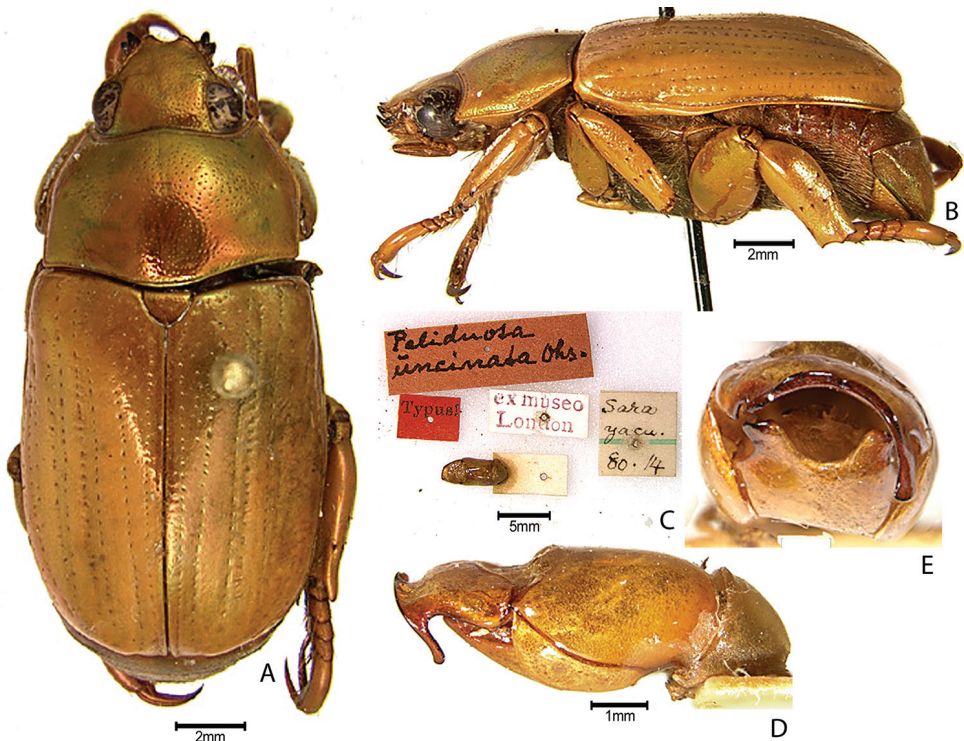 A
2mm
B
2mm
Pelidnota
uncinata Ohs.
Typus!
ex museo
London
Sara
yacu.
80·14
5mm
C
E
1mm
D